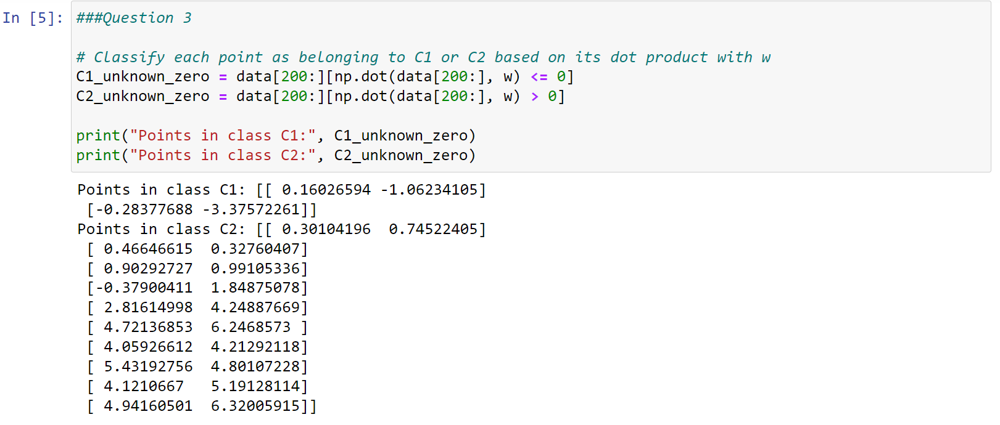 In [5]: ###Question 3
# Classify each point as belonging to C1 or C2 based on its dot product with w
C1_unknown_zero = data[200:][np.dot(data[200:], w) <= 0]
C2_unknown_zero = data[200:][np.dot(data[200:], w) > 0]
print("Points in class C1:", C1_unknown_zero)
print("Points in class C2:", C2_unknown_zero)
Points in class C1: [[ 0.16026594 -1.06234105]
 [-0.28377688 -3.37572261]]
Points in class C2: [[ 0.30104196  0.74522405]
 [ 0.46646615  0.32760407]
 [ 0.90292727  0.99105336]
 [-0.37900411  1.84875078]
 [ 2.81614998  4.24887669]
 [ 4.72136853  6.2468573 ]
 [ 4.05926612  4.21292118]
 [ 5.43192756  4.80107228]
 [ 4.1210667   5.19128114]
 [ 4.94160501  6.32005915]]